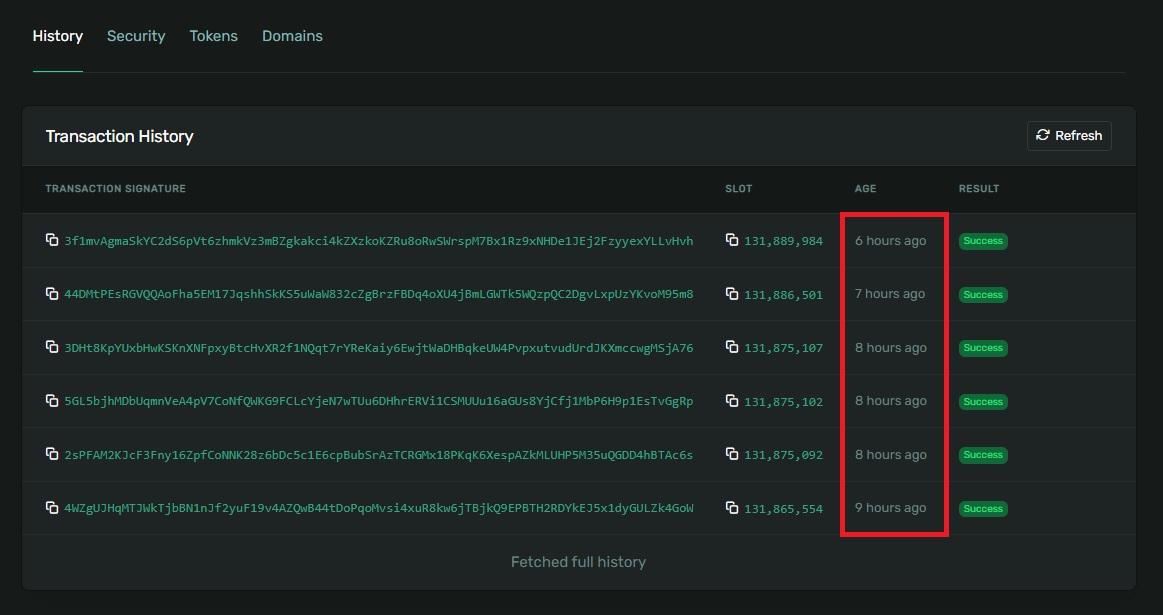 History Security Tokens Domains
Transaction History Refresh
TRANSACTION SIGNATURE SLOT AGE RESULT
3f1mvAgmaSkYC2dS6pVt6zhmkVz3mBZgkakci4kZXzkoKZRu8oRwSWrspM7Bx1Rz9xNHDe1JEj2FzyyexYLLvHvh 131,889,984 6 hours ago Success
44DMtPEsRGVQQAoFha5EM17JqshhSkKS5uWaW832cZgBrzFBDq4oXU4jBmLGWTk5WQzpQC2DgvLxpUzYKvoM95m8 131,886,501 7 hours ago Success
3DHt8KpYUxbHwKSKnXNFpxyBtcHvXR2f1NQqt7rYReKaiy6EwjtWaDHBqkeUW4PvpxutvudUrdJKXmccwgMSjA76 131,875,107 8 hours ago Success
5GL5bjhMDbUqmnVeA4pV7CoNfQWKG9FCLcYjeN7wTUu6DHhrERVi1CSMUUu16aGUs8YjCfj1MbP6H9p1EsTvGgRp 131,875,102 8 hours ago Success
2sPFAM2KJcF3Fny16ZpfCoNNK28z6bDc5c1E6cpBubSrAzTCRGMx18PKqK6XespAZkMLUHP5M35uQGDD4hBTAc6s 131,875,092 8 hours ago Success
4WZgUJHqMTJWkTjbBN1nJf2yuF19v4AZQwB44tDoPqoMvsi4xuR8kw6jTBjkQ9EPBTH2RDYkEJ5x1dyGULZk4GoW 131,865,554 9 hours ago Success
Fetched full history